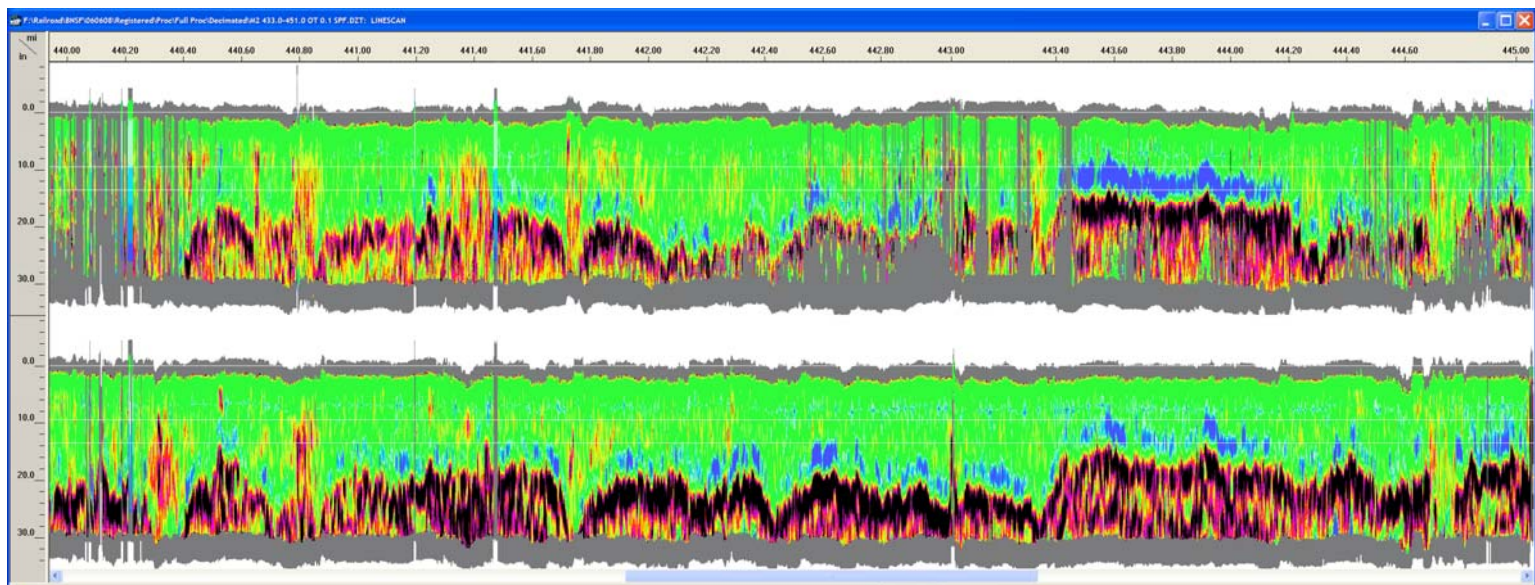 F:\Railroad\BNSF\060608\Registered\Proc\Full Proc\Decimated\M2 433.0-451.0 OT 0.1 SPF.DZT: LINESCAN
mi
in
440.00 440.20 440.40 440.60 440.80 441.00 441.20 441.40 441.60 441.80 442.00 442.20 442.40 442.60 442.80 443.00 443.40 443.60 443.80 444.00 444.20 444.40 444.60 445.00
0.0
10.0
20.0
30.0
0.0
10.0
20.0
30.0